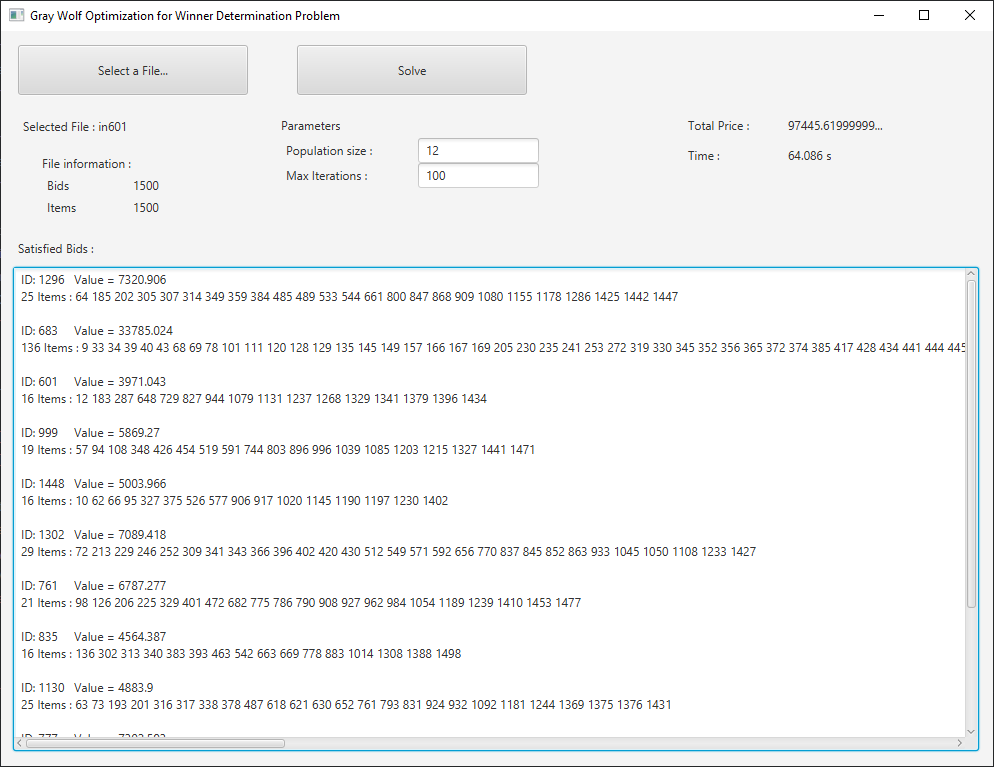 Gray Wolf Optimization for Winner Determination Problem
Select a File...
Solve
Selected File : in601
Parameters
Total Price :
97445.61999999...
Population size :
12
Time :
64.086 s
File information :
Max Iterations :
100
Bids
1500
Items
1500
Satisfied Bids :
ID: 1296 Value = 7320.906
25 Items : 64 185 202 305 307 314 349 359 384 485 489 533 544 661 800 847 868 909 1080 1155 1178 1286 1425 1442 1447
ID: 683 Value = 33785.024
136 Items : 9 33 34 39 40 43 68 69 78 101 111 120 128 129 135 145 149 157 166 167 169 205 230 235 241 253 272 319 330 345 352 356 365 372 374 385 417 428 434 441 444 445
ID: 601 Value = 3971.043
16 Items : 12 183 287 648 729 827 944 1079 1131 1237 1268 1329 1341 1379 1396 1434
ID: 999 Value = 5869.27
19 Items : 57 94 108 348 426 454 519 591 744 803 896 996 1039 1085 1203 1215 1327 1441 1471
ID: 1448 Value = 5003.966
16 Items : 10 62 66 95 327 375 526 577 906 917 1020 1145 1190 1197 1230 1402
ID: 1302 Value = 7089.418
29 Items : 72 213 229 246 252 309 341 343 366 396 402 420 430 512 549 571 592 656 770 837 845 852 863 933 1045 1050 1108 1233 1427
ID: 761 Value = 6787.277
21 Items : 98 126 206 225 329 401 472 682 775 786 790 908 927 962 984 1054 1189 1239 1410 1453 1477
ID: 835 Value = 4564.387
16 Items : 136 302 313 340 383 393 463 542 663 669 778 883 1014 1308 1388 1498
ID: 1130 Value = 4883.9
25 Items : 63 73 193 201 316 317 338 378 487 618 621 630 652 761 793 831 924 932 1092 1181 1244 1369 1375 1376 1431